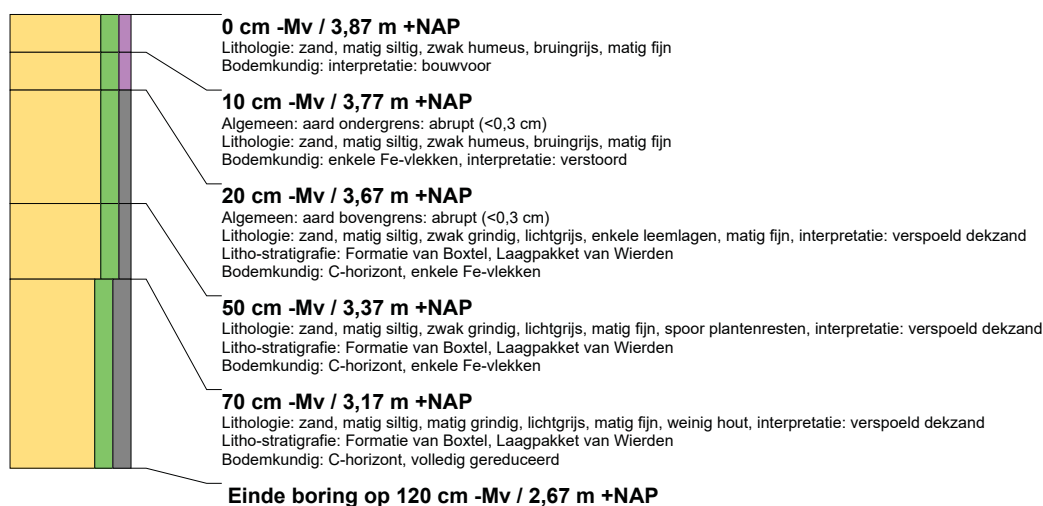 0 cm -Mv / 3,87 m +NAP
Lithologie: zand, matig siltig, zwak humeus, bruingrijs, matig fijn
Bodemkundig: interpretatie: bouwvoor
10 cm -Mv / 3,77 m +NAP
Algemeen: aard ondergrens: abrupt (<0,3 cm)
Lithologie: zand, matig siltig, zwak humeus, bruingrijs, matig fijn
Bodemkundig: enkele Fe-vlekken, interpretatie: verstoord
20 cm -Mv / 3,67 m +NAP
Algemeen: aard bovengrens: abrupt (<0,3 cm)
Lithologie: zand, matig siltig, zwak grindig, lichtgrijs, enkele leemlagen, matig fijn, interpretatie: verspoeld dekzand
Litho-stratigrafie: Formatie van Boxtel, Laagpakket van Wierden
Bodemkundig: C-horizont, enkele Fe-vlekken
50 cm -Mv / 3,37 m +NAP
Lithologie: zand, matig siltig, zwak grindig, lichtgrijs, matig fijn, spoor plantenresten, interpretatie: verspoeld dekzand
Litho-stratigrafie: Formatie van Boxtel, Laagpakket van Wierden
Bodemkundig: C-horizont, enkele Fe-vlekken
70 cm -Mv / 3,17 m +NAP
Lithologie: zand, matig siltig, matig grindig, lichtgrijs, matig fijn, weinig hout, interpretatie: verspoeld dekzand
Litho-stratigrafie: Formatie van Boxtel, Laagpakket van Wierden
Bodemkundig: C-horizont, volledig gereduceerd
Einde boring op 120 cm -Mv / 2,67 m +NAP